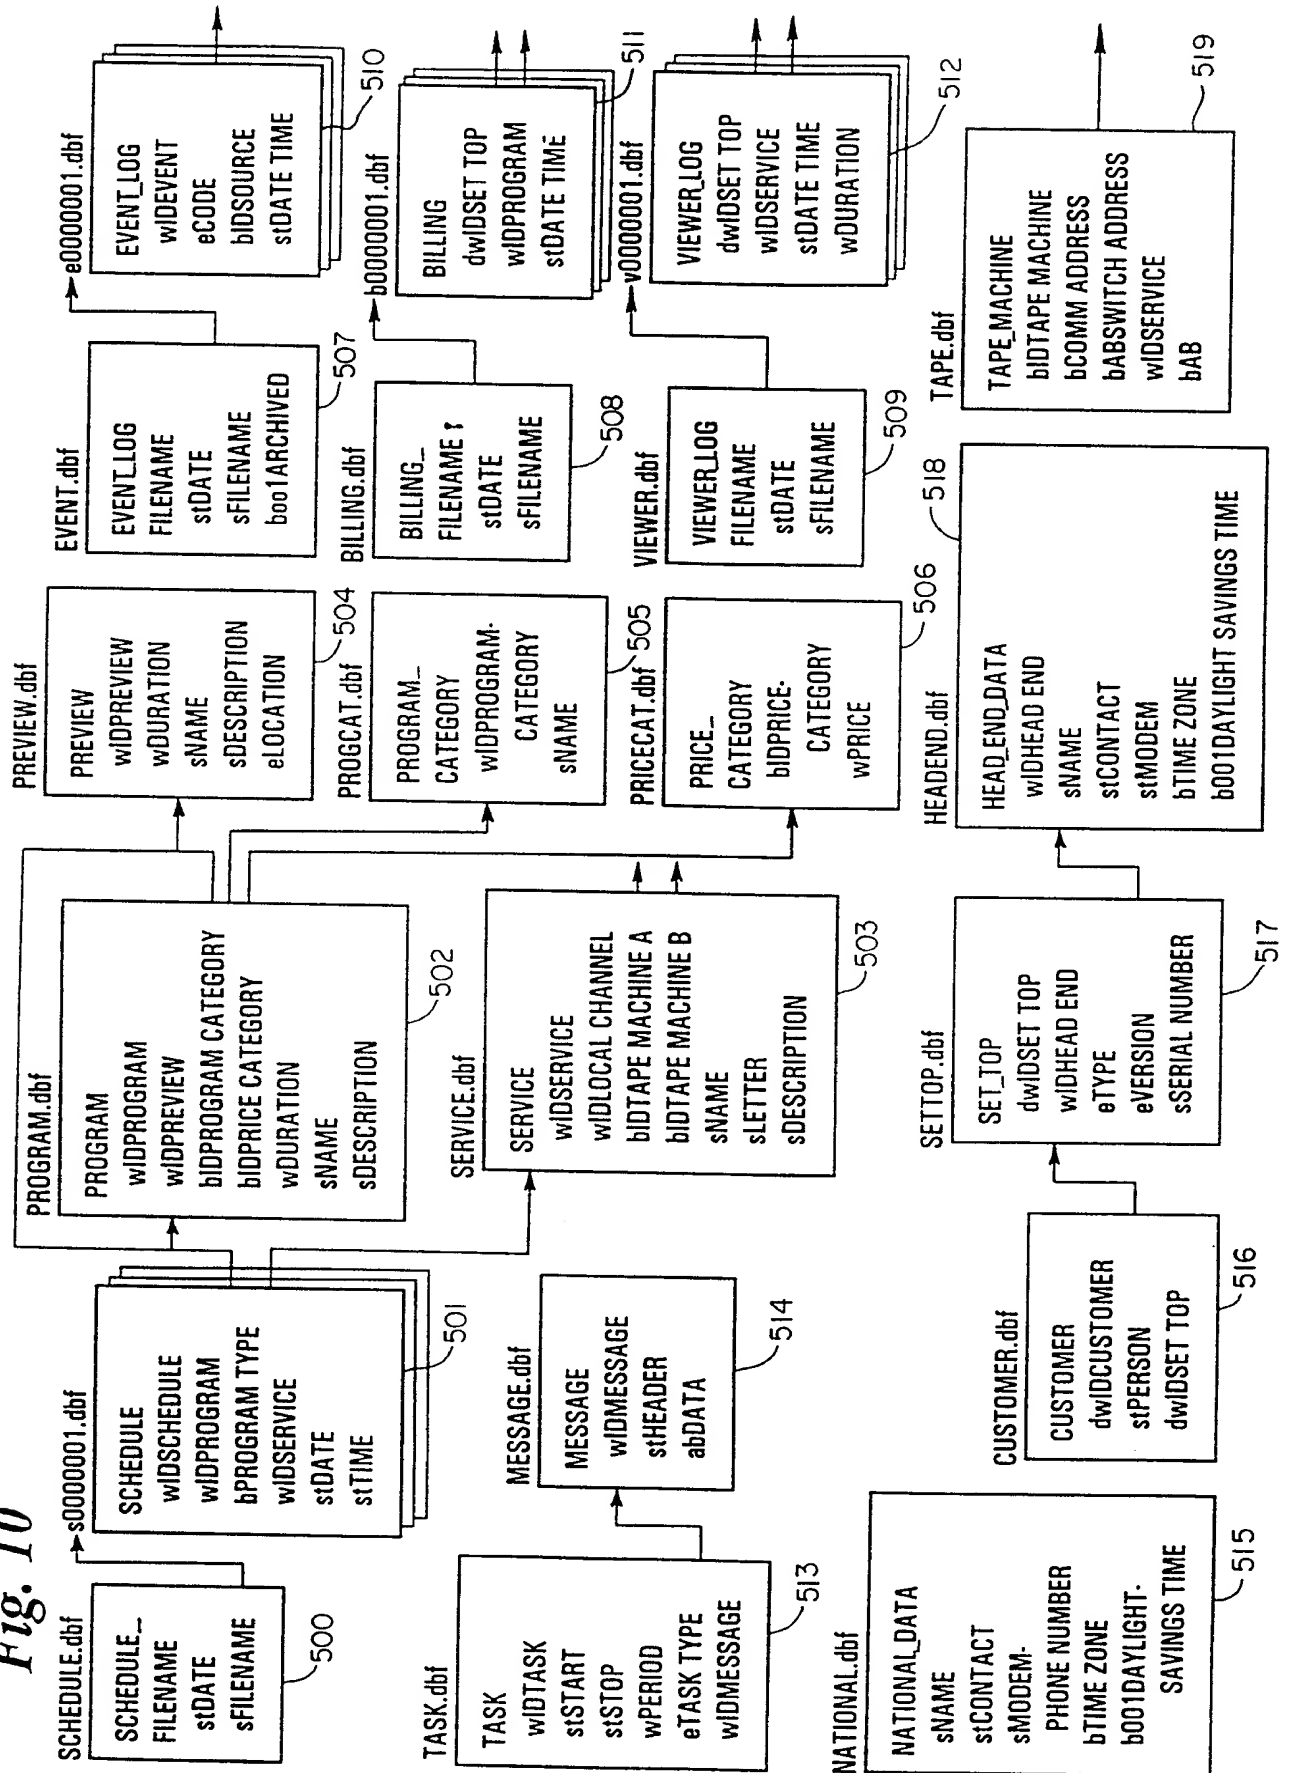 Fig. 10
SCHEDULE.dbf
SCHEDULE_
FILENAME
stDATE
sFILENAME
500
s0000001.dbf
SCHEDULE
wIDSCHEDULE
wIDPROGRAM
bPROGRAM TYPE
wIDSERVICE
stDATE
stTIME
501
PROGRAM.dbf
PROGRAM
wIDPROGRAM
wIDPREVIEW
bIDPROGRAM CATEGORY
bIDPRICE CATEGORY
wDURATION
sNAME
sDESCRIPTION
502
PREVIEW.dbf
PREVIEW
wIDPREVIEW
wDURATION
sNAME
sDESCRIPTION
eLOCATION
504
EVENT.dbf
EVENT_LOG
FILENAME
stDATE
sFILENAME
boo1ARCHIVED
507
e0000001.dbf
EVENT_LOG
wIDEVENT
eCODE
bIDSOURCE
stDATE TIME
510
PROGCAT.dbf
PROGRAM_
CATEGORY
wIDPROGRAM-
CATEGORY
sNAME
505
BILLING.dbf
BILLING_
FILENAME
stDATE
sFILENAME
508
b0000001.dbf
BILLING
dwIDSET TOP
wIDPROGRAM
stDATE TIME
511
TASK.dbf
TASK
wIDTASK
stSTART
stSTOP
wPERIOD
eTASK TYPE
wIDMESSAGE
513
MESSAGE.dbf
MESSAGE
wIDMESSAGE
stHEADER
abDATA
514
SERVICE.dbf
SERVICE
wIDSERVICE
wIDLOCAL CHANNEL
bIDTAPE MACHINE A
bIDTAPE MACHINE B
sNAME
sLETTER
sDESCRIPTION
503
PRICECAT.dbf
PRICE_
CATEGORY
bIDPRICE-
CATEGORY
wPRICE
506
VIEWER.dbf
VIEWER_LOG
FILENAME
stDATE
sFILENAME
509
v0000001.dbf
VIEWER_LOG
dwIDSET TOP
wIDSERVICE
stDATE TIME
wDURATION
512
NATIONAL.dbf
NATIONAL_DATA
sNAME
stCONTACT
sMODEM-
PHONE NUMBER
bTIME ZONE
b001DAYLIGHT-
SAVINGS TIME
515
CUSTOMER.dbf
CUSTOMER
dwIDCUSTOMER
stPERSON
dwIDSET TOP
516
SETTOP.dbf
SET_TOP
dwIDSET TOP
wIDHEAD END
eTYPE
eVERSION
sSERIAL NUMBER
517
HEADEND.dbf
HEAD_END_DATA
wIDHEAD END
sNAME
stCONTACT
stMODEM
bTIME ZONE
b001DAYLIGHT SAVINGS TIME
518
TAPE.dbf
TAPE_MACHINE
bIDTAPE MACHINE
bCOMM ADDRESS
bABSWITCH ADDRESS
wIDSERVICE
bAB
519